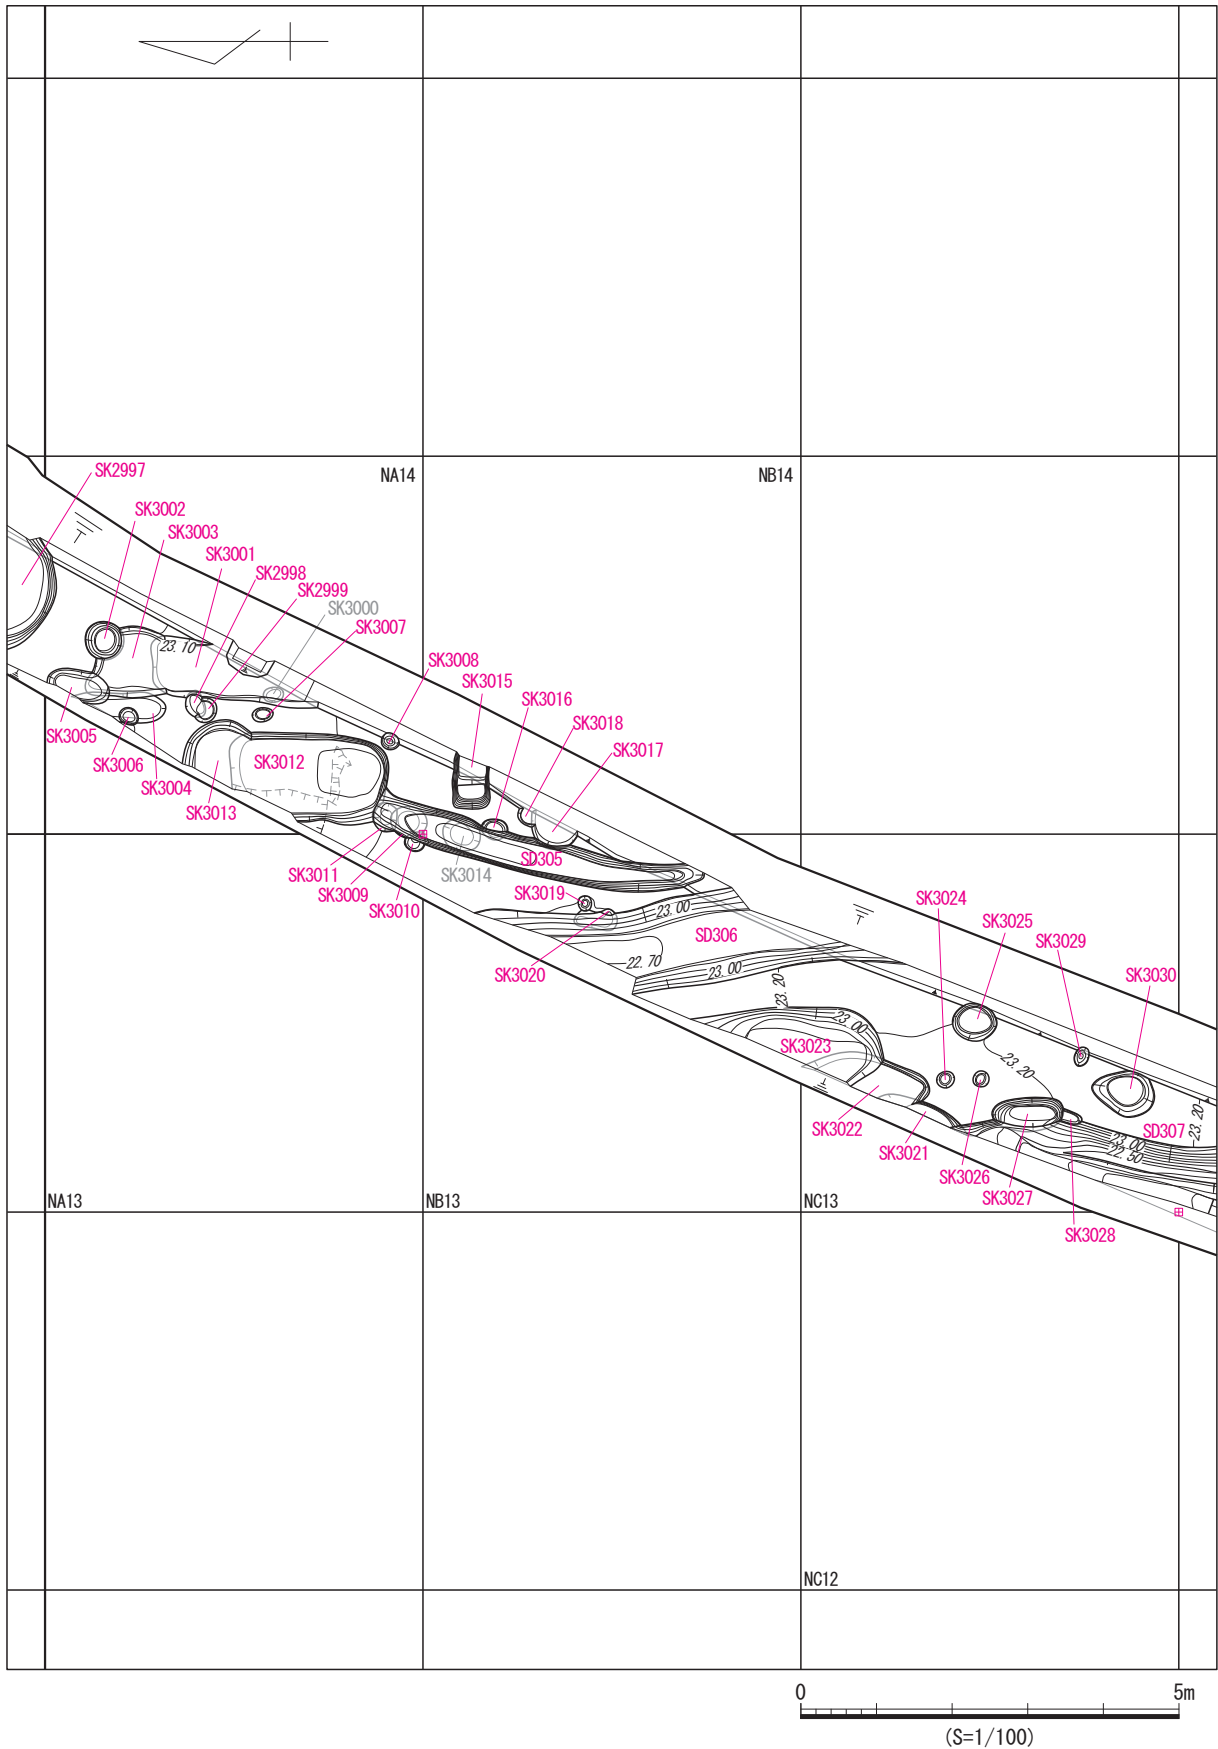 SK2997
NA14
NB14
SK3002
SK3003
SK3001
SK2998
SK2999
SK3000
SK3007
23.10
SK3008
SK3015
SK3016
SK3018
SK3017
SK3005
SK3006
SK3004
SK3013
SK3012
SK3011
SK3009
SK3010
SK3014
SD305
SK3019
23.00
SD306
22.70
23.00
SK3020
SK3024
SK3025
SK3029
SK3030
23.20
23.00
SK3023
23.20
SK3022
SK3021
SK3026
SK3027
SK3028
SD307
23.20
23.00
22.50
NA13
NB13
NC13
NC12
0 5m
(S=1/100)